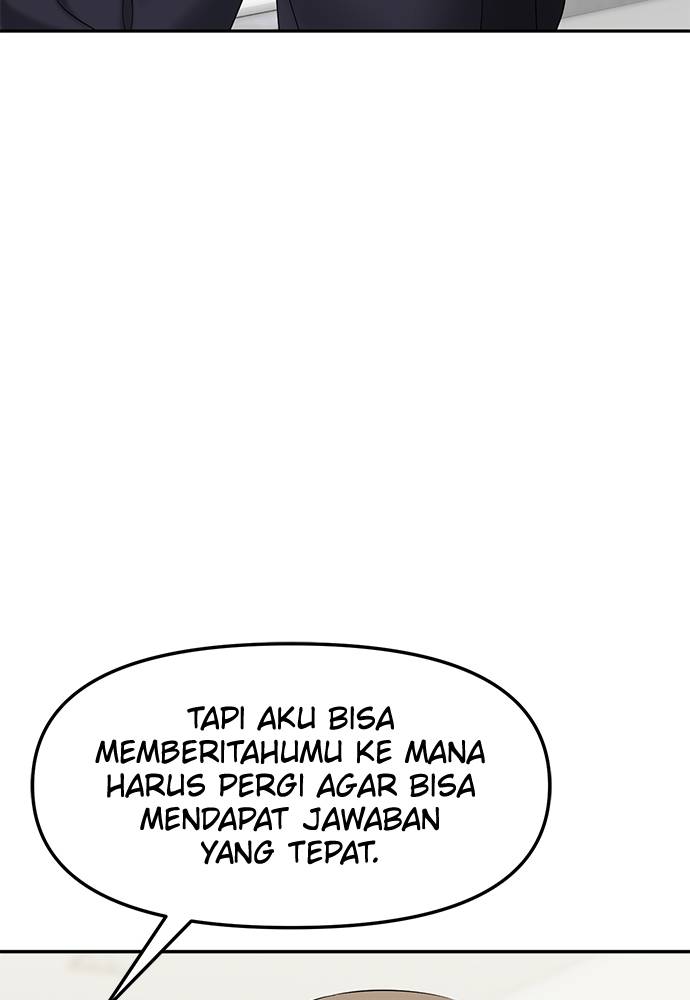 TAPI AKU BISA
MEMBERITAHUMU KE MANA
HARUS PERGI AGAR BISA
MENDAPAT JAWABAN
YANG TEPAT.